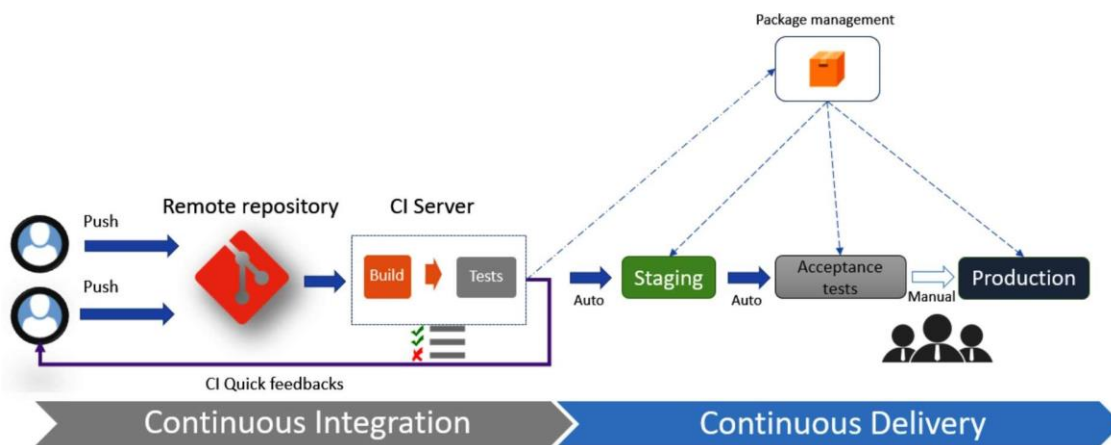 Package management
Remote repository
CI Server
Push
Push
Build
Tests
Auto
Staging
Auto
Acceptance
tests
Manual
Production
CI Quick feedbacks
Continuous Integration
Continuous Delivery